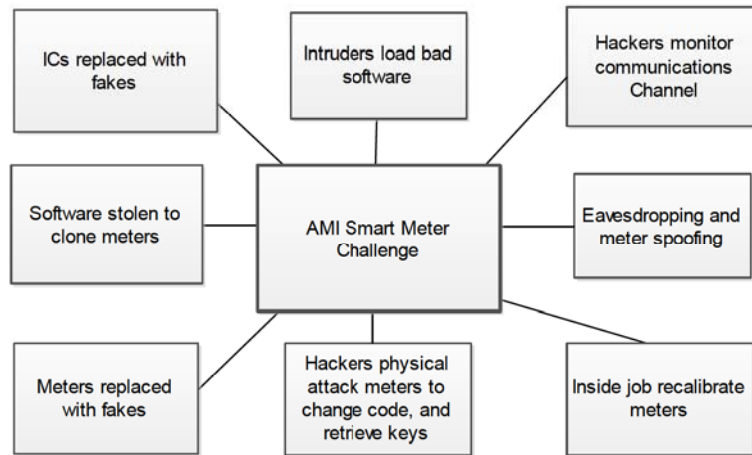 ICs replaced with
fakes
Intruders load bad
software
Hackers monitor
communications
Channel
Software stolen to
clone meters
AMI Smart Meter
Challenge
Eavesdropping and
meter spoofing
Meters replaced
with fakes
Hackers physical
attack meters to
change code, and
retrieve keys
Inside job recalibrate
meters